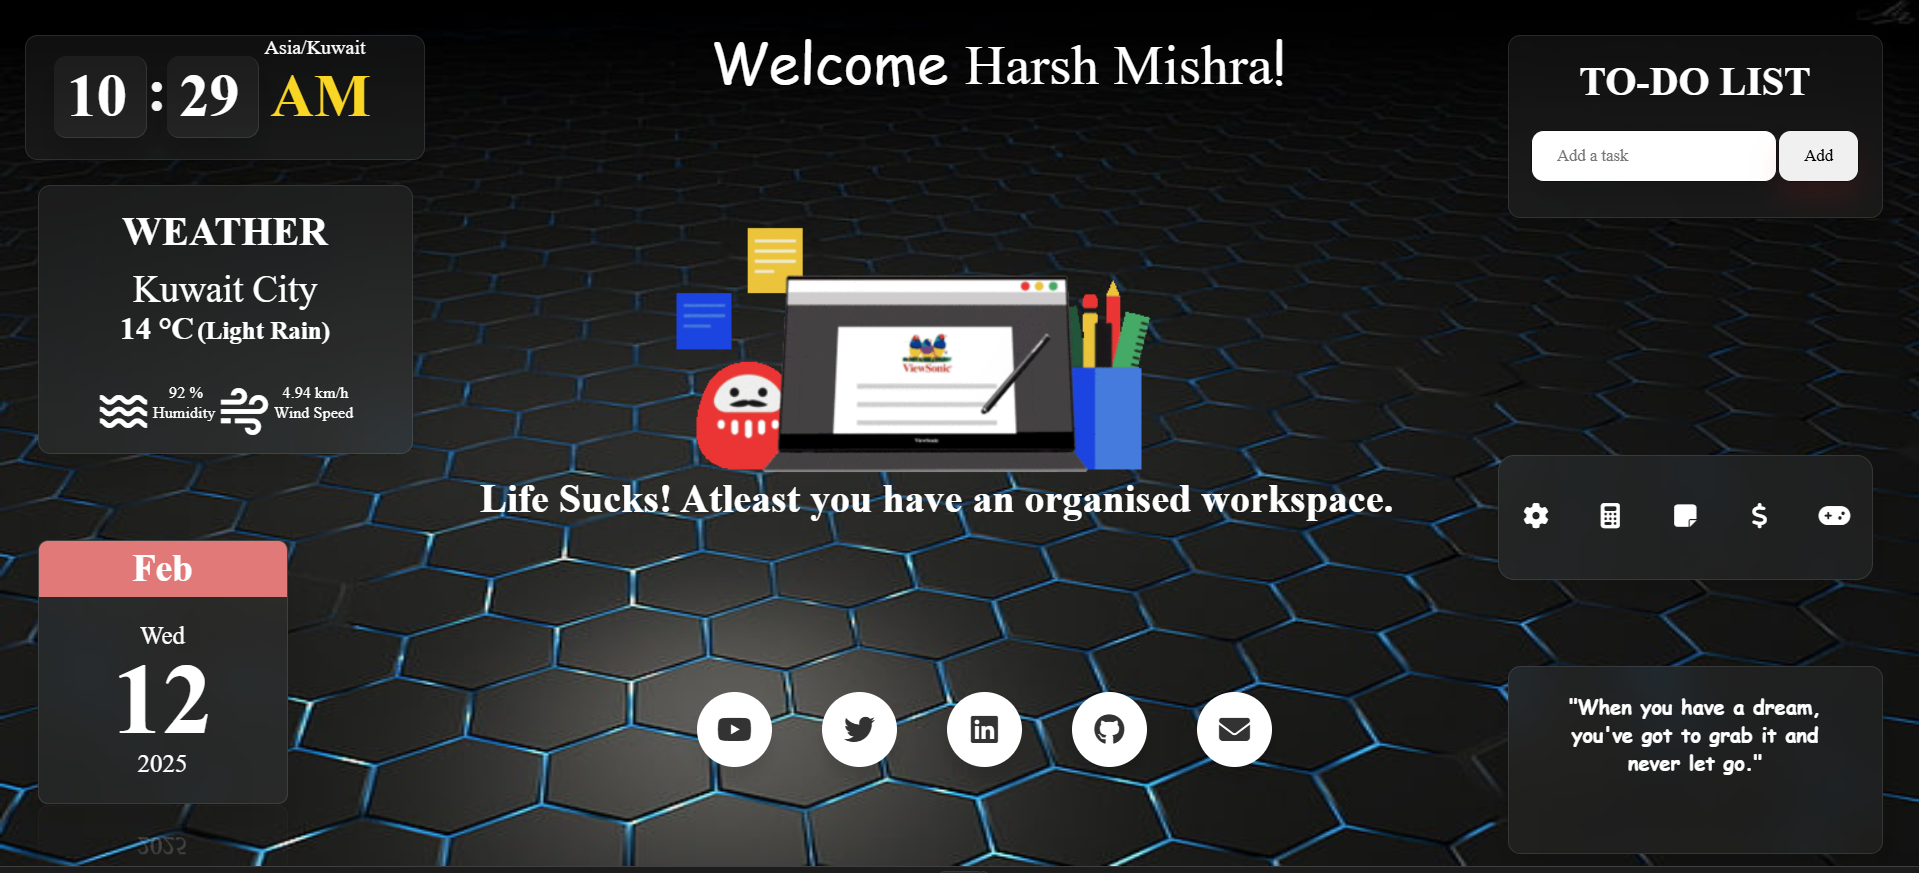 Asia/Kuwait
10 : 29 AM
Welcome Harsh Mishra!
TO-DO LIST
Add a task
Add
WEATHER
Kuwait City
14 °C (Light Rain)
92 %
Humidity
4.94 km/h
Wind Speed
ViewSonic
ViewSonic
Life Sucks! Atleast you have an organised workspace.
$
Feb
Wed
12
2025
2025
"When you have a dream,
you've got to grab it and
never let go."